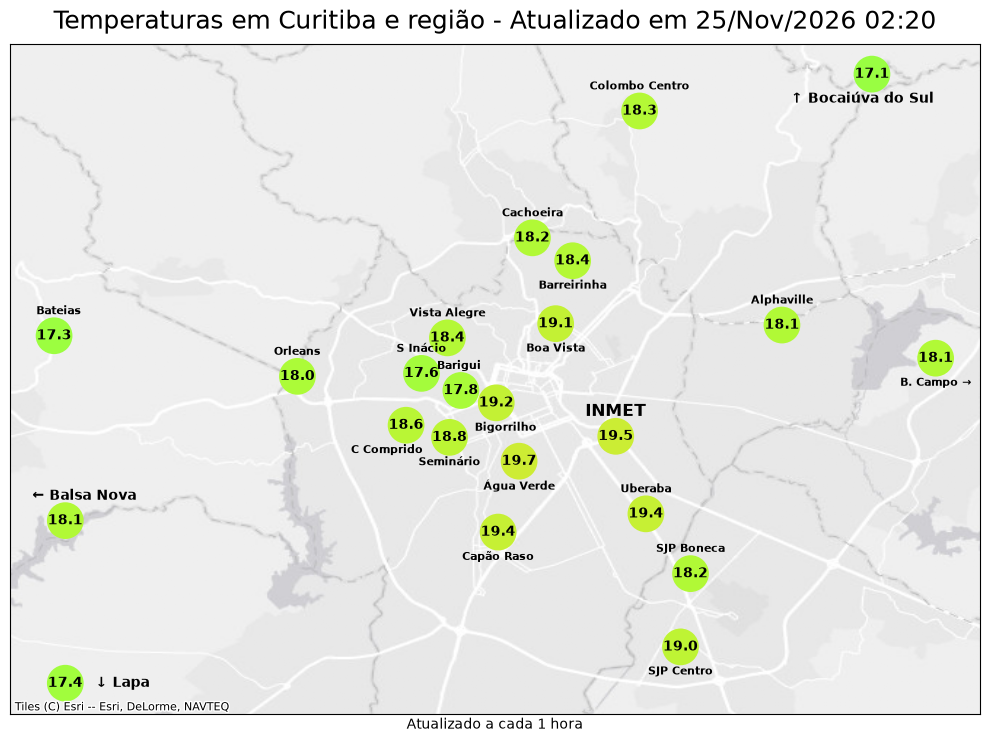 Temperaturas em Curitiba e região - Atualizado em 25/Nov/2026 02:20
17.1
↑ Bocaiúva do Sul
Colombo Centro
18.3
Cachoeira
18.2
18.4
Barreirinha
Alphaville
18.1
Bateias
17.3
Vista Alegre
18.4
19.1
Boa Vista
S Inácio
17.6
Orleans
18.0
Barigui
17.8
18.1
B. Campo →
19.2
Bigorrilho
INMET
19.5
18.6
C Comprido
18.8
Seminário
19.7
Água Verde
← Balsa Nova
18.1
Uberaba
19.4
19.4
Capão Raso
SJP Boneca
18.2
19.0
SJP Centro
17.4 ↓ Lapa
Tiles (C) Esri -- Esri, DeLorme, NAVTEQ
Atualizado a cada 1 hora